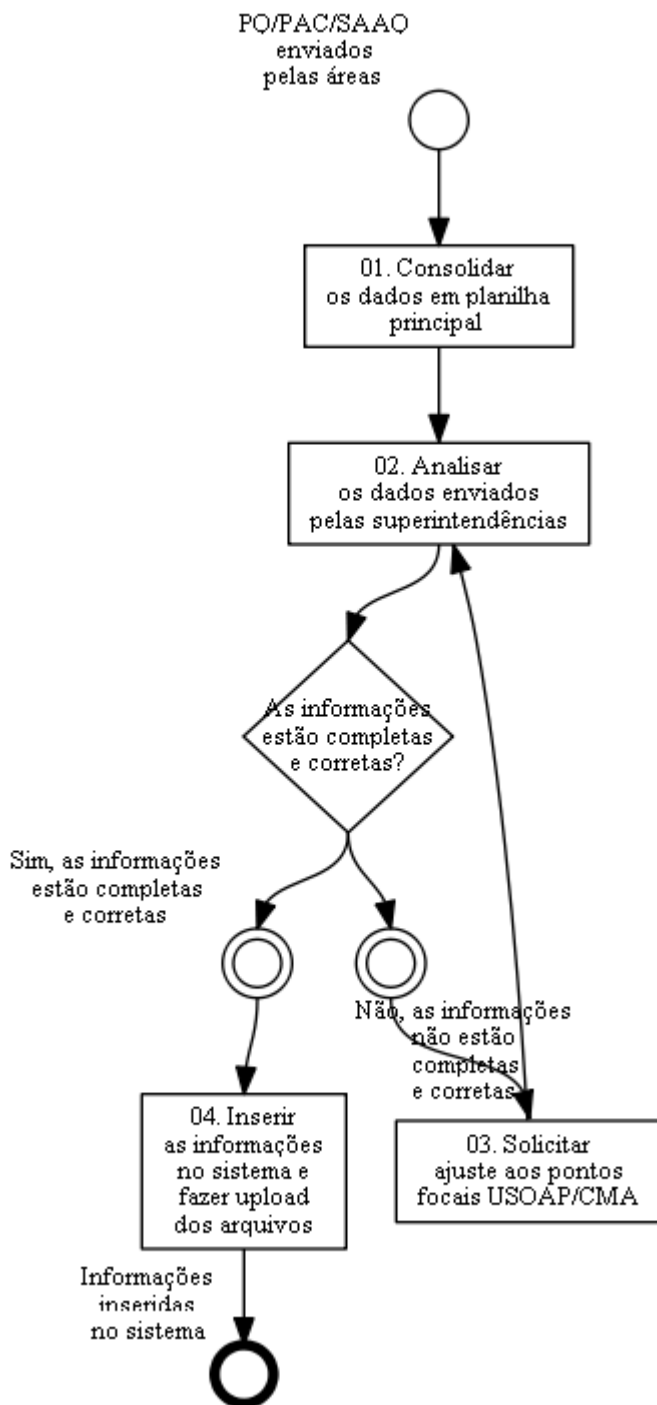 PQ/PAC/SAAQ
enviados
pelas áreas
01. Consolidar
os dados em planilha
principal
02. Analisar
os dados enviados
pelas superintendências
As informações
estão completas
e corretas?
Sim, as informações
estão completas
e corretas
Não, as informações
não estão
completas
e corretas
04. Inserir
as informações
no sistema e
fazer upload
dos arquivos
03. Solicitar
ajuste aos pontos
focais USOAP/CMA
Informações
inseridas
no sistema